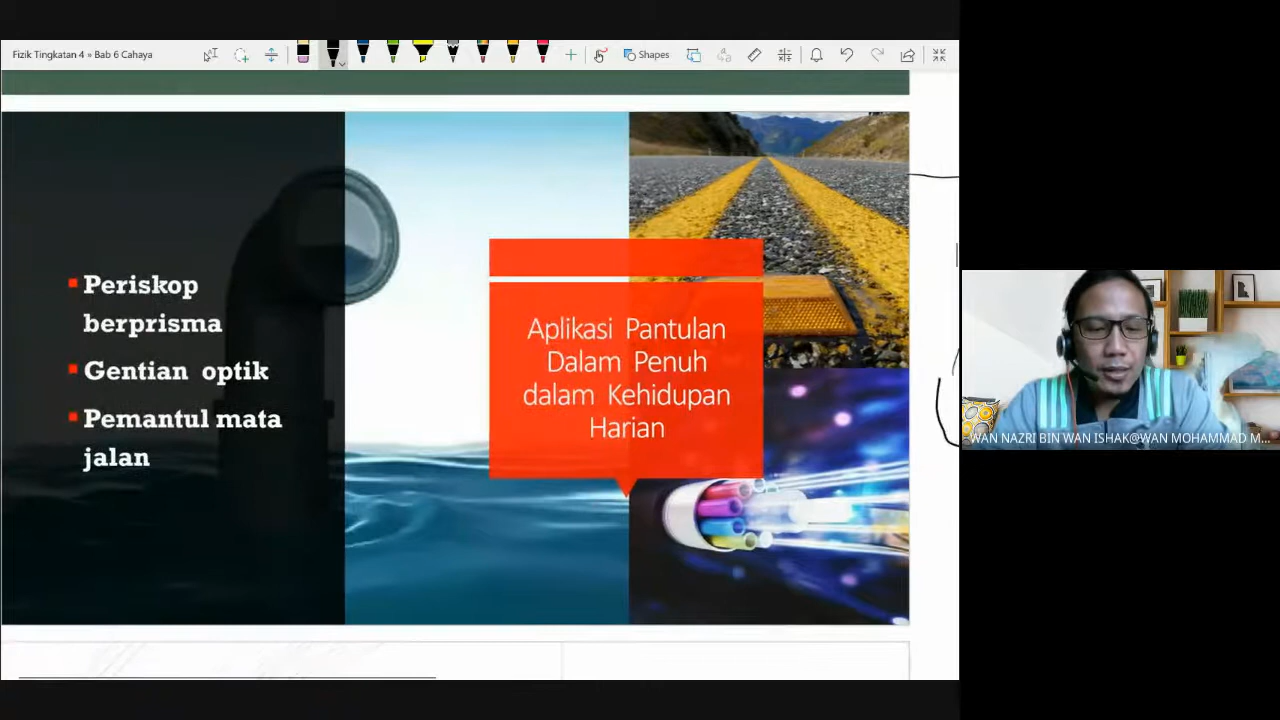 Fizik Tingkatan 4 » Bab 6 Cahaya
Shapes
Periskop
berprisma
Gentian optik
Pemantul mata
jalan
Aplikasi Pantulan
Dalam Penuh
dalam Kehidupan
Harian
WAN NAZRI BIN WAN ISHAK@WAN MOHAMMAD M...